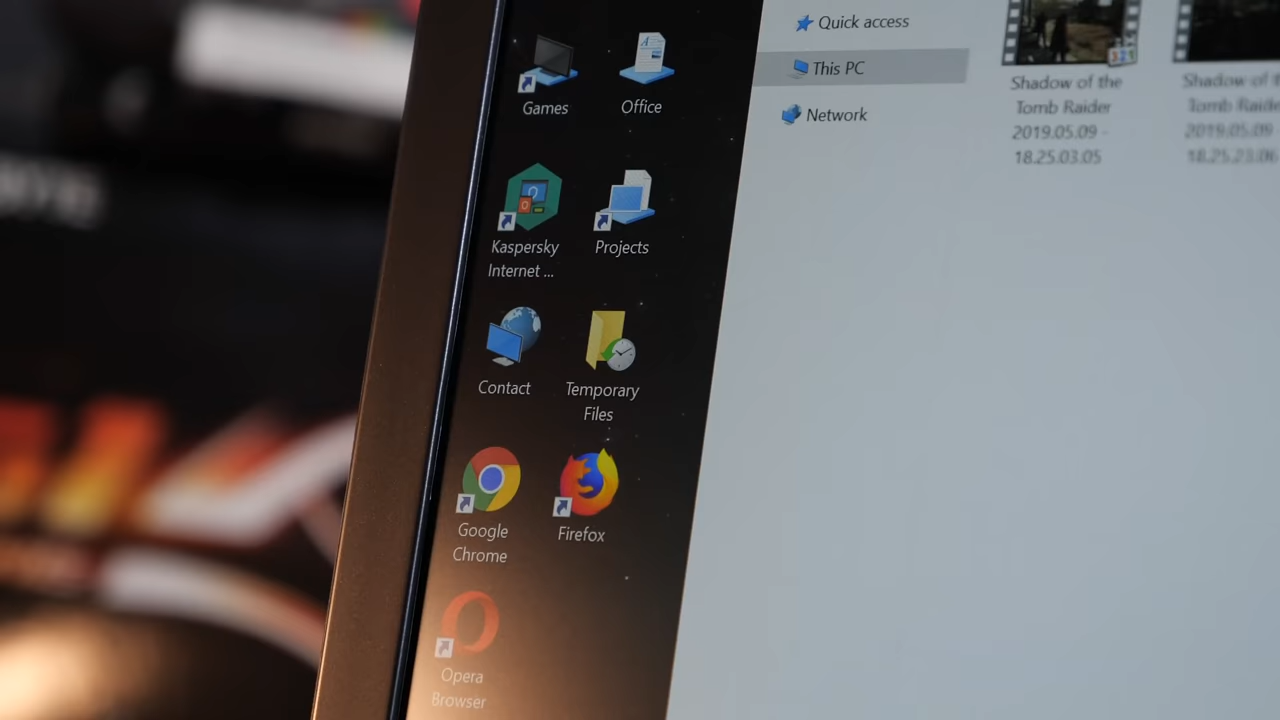 Games
Office
Kaspersky
Internet ...
Projects
Contact
Temporary
Files
Google
Chrome
Firefox
Opera
Browser
Quick access
This PC
Network
Shadow of the
Tomb Raider
2019.05.09 -
18.25.03.05
Shadow of
Tomb Raide
2019.05.09
18.25.23.06